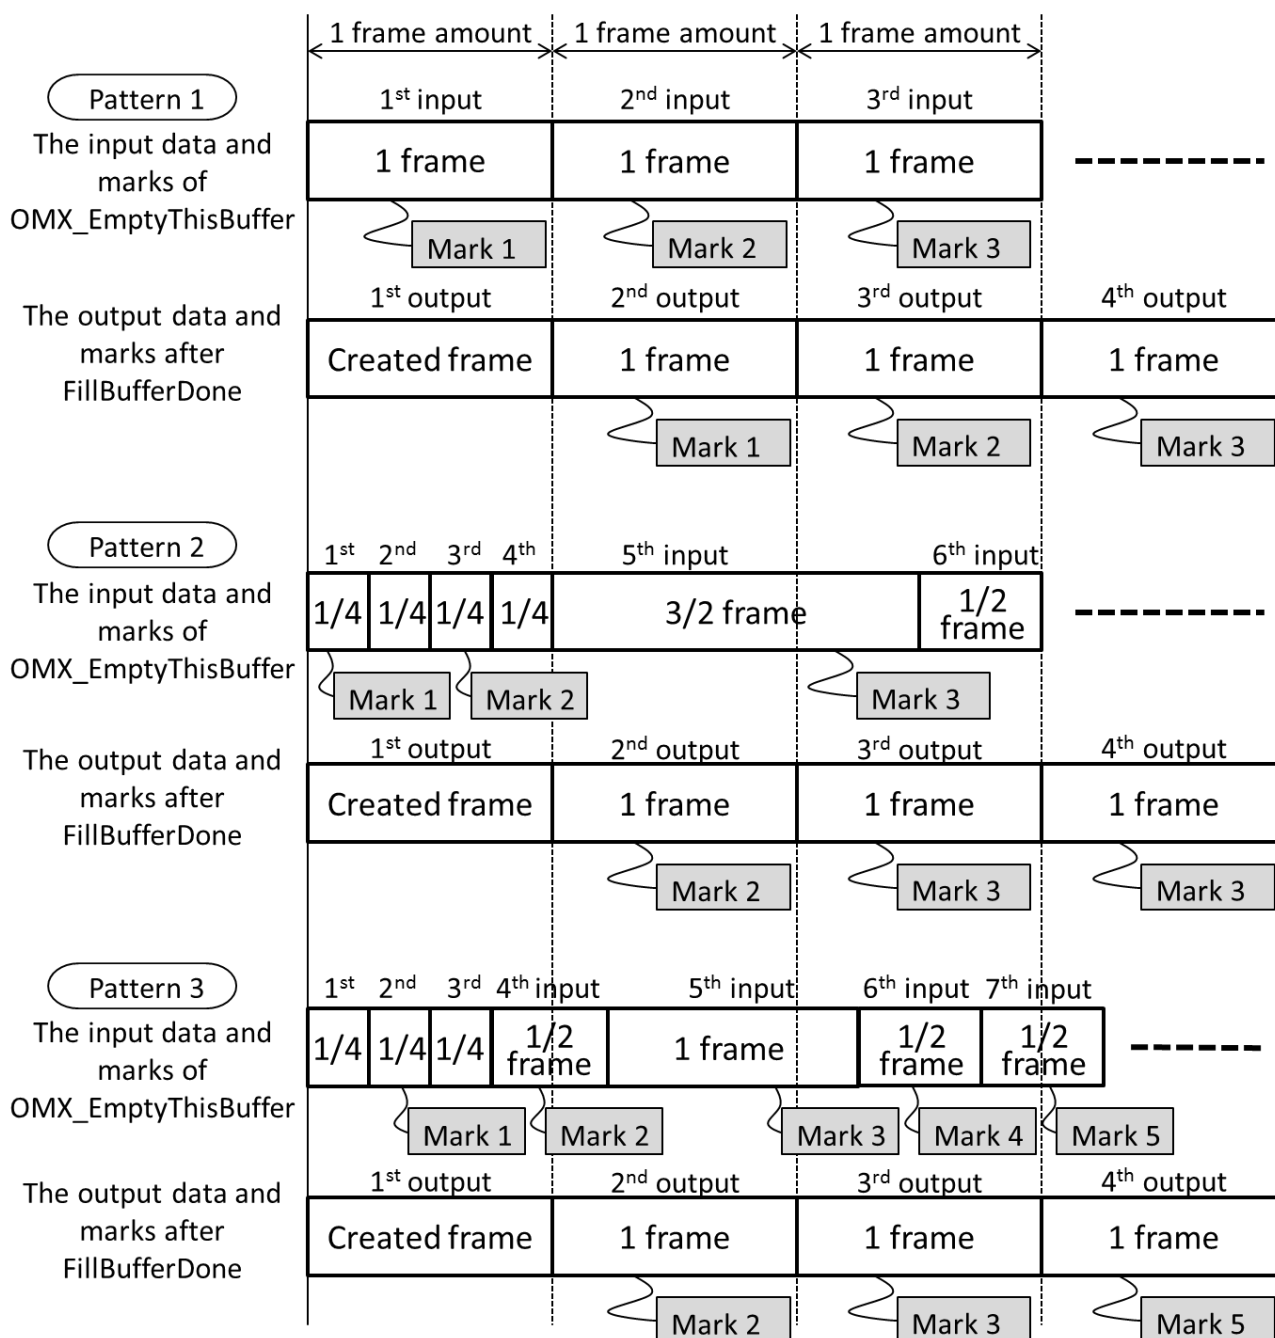 1 frame amount 1 frame amount 1 frame amount
Pattern 1
1st input 2nd input 3rd input
The input data and
marks of
OMX_EmptyThisBuffer
1 frame 1 frame 1 frame
Mark 1 Mark 2 Mark 3
1st output 2nd output 3rd output 4th output
The output data and
marks after
FillBufferDone
Created frame 1 frame 1 frame 1 frame
Mark 1 Mark 2 Mark 3
Pattern 2
1st 2nd 3rd 4th 5th input 6th input
The input data and
marks of
OMX_EmptyThisBuffer
1/4 1/4 1/4 1/4 3/2 frame 1/2
frame
Mark 1 Mark 2 Mark 3
1st output 2nd output 3rd output 4th output
The output data and
marks after
FillBufferDone
Created frame 1 frame 1 frame 1 frame
Mark 2 Mark 3 Mark 3
Pattern 3
1st 2nd 3rd 4th input 5th input 6th input 7th input
The input data and
marks of
OMX_EmptyThisBuffer
1/4 1/4 1/4 1/2 1 frame 1/2 1/2
frame frame frame
Mark 1 Mark 2 Mark 3 Mark 4 Mark 5
1st output 2nd output 3rd output 4th output
The output data and
marks after
FillBufferDone
Created frame 1 frame 1 frame 1 frame
Mark 2 Mark 3 Mark 5